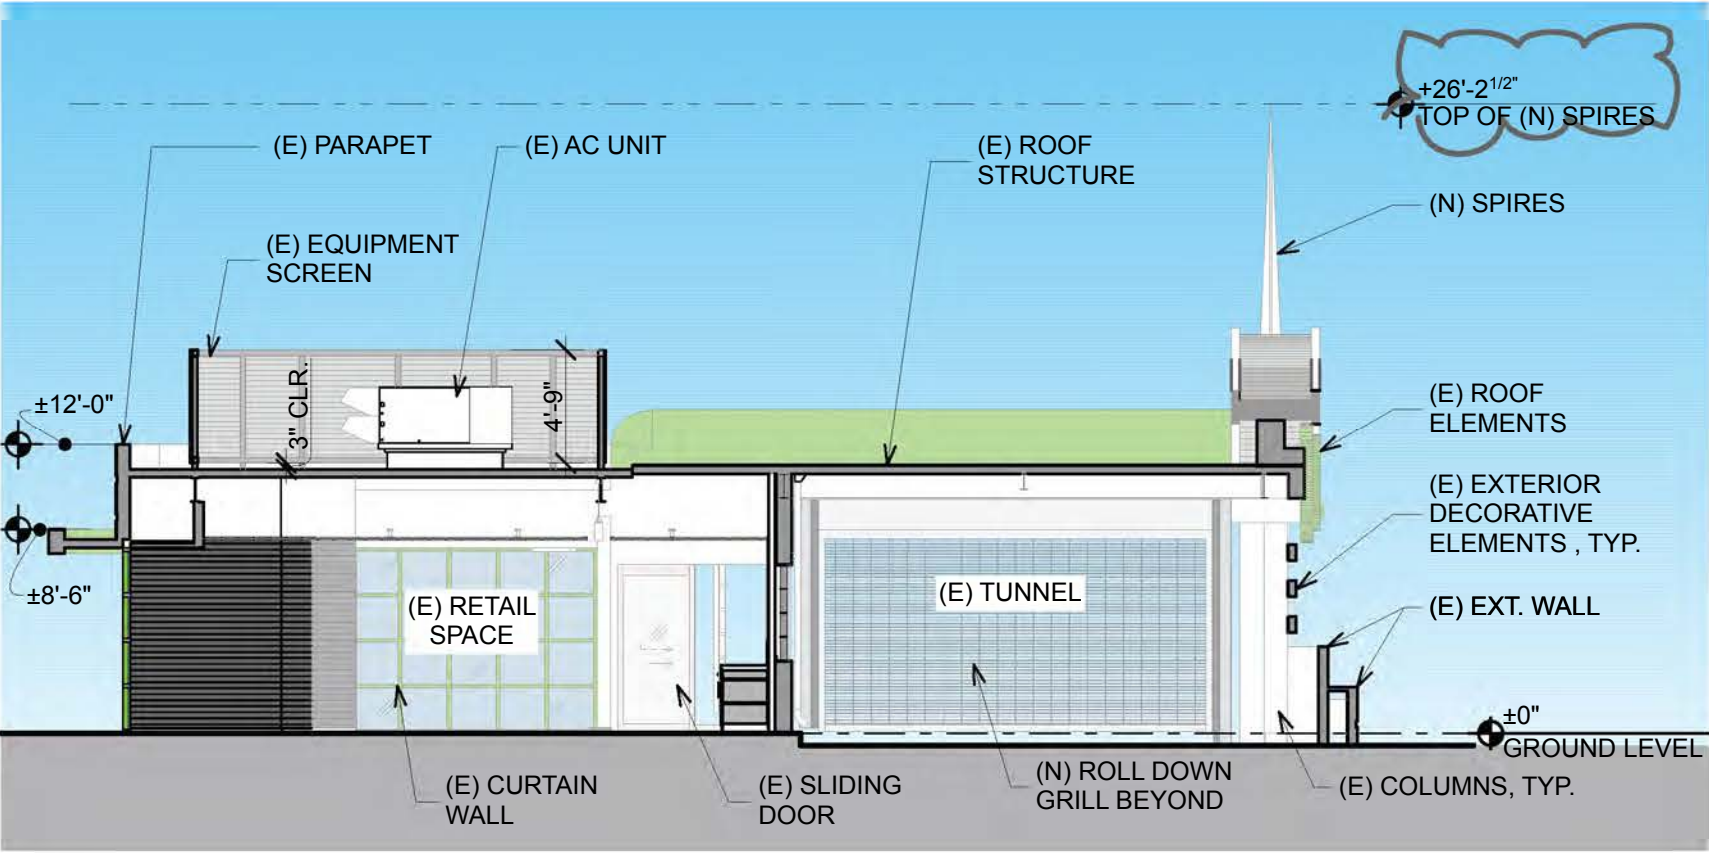 +26'-2 1/2"
TOP OF (N) SPIRES
(E) PARAPET
(E) AC UNIT
(E) ROOF
STRUCTURE
(N) SPIRES
(E) EQUIPMENT
SCREEN
±12'-0"
3" CLR.
4'-9"
(E) ROOF
ELEMENTS
(E) EXTERIOR
DECORATIVE
ELEMENTS , TYP.
±8'-6"
(E) RETAIL
SPACE
(E) TUNNEL
(E) EXT. WALL
±0"
GROUND LEVEL
(E) CURTAIN
WALL
(E) SLIDING
DOOR
(N) ROLL DOWN
GRILL BEYOND
(E) COLUMNS, TYP.